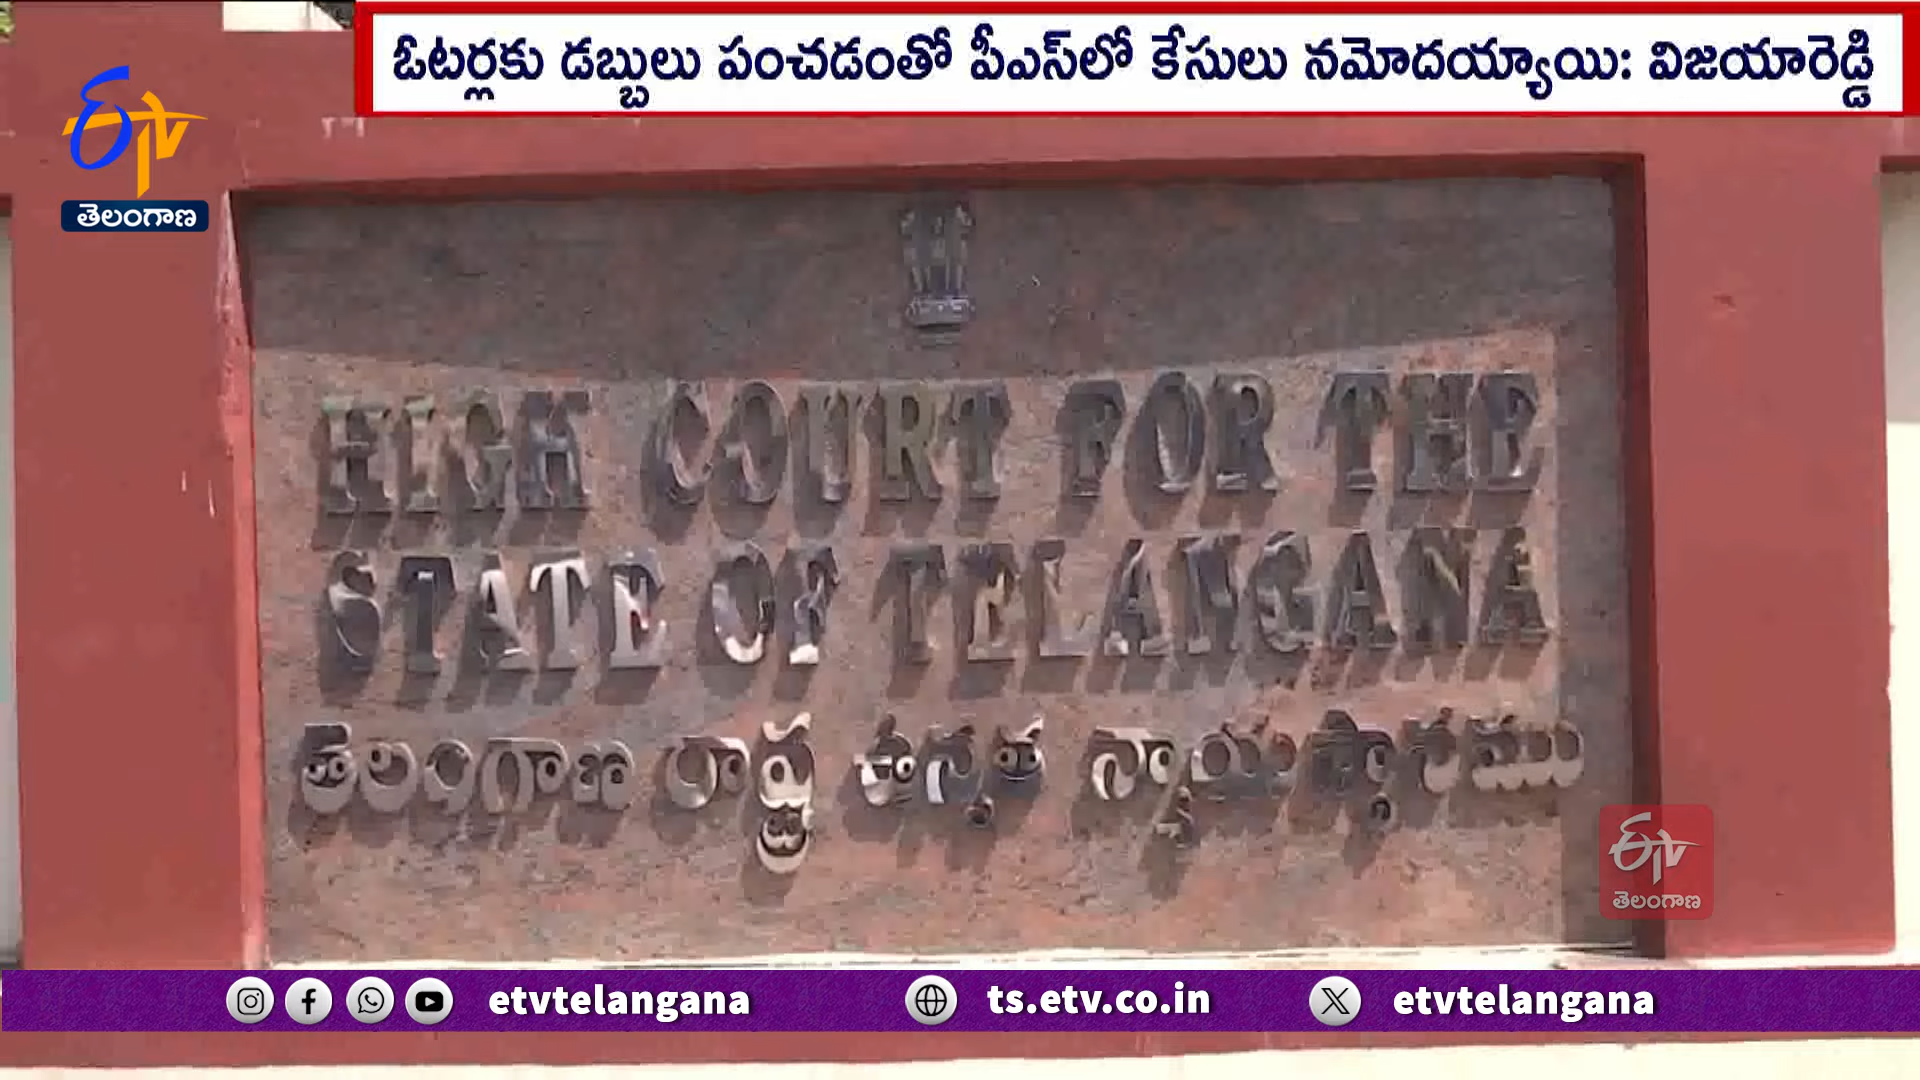 ఓటర్లకు డబ్బులు పంచడంతో పీఎస్‌లో కేసులు నమోదయ్యాయి: విజయారెడ్డి
ETV
తెలంగాణ
HIGH COURT FOR THE
STATE OF TELANGANA
తెలంగాణ రాష్ట్ర ఉన్నత న్యాయస్థానము
ETV
తెలంగాణ
etvtelangana
ts.etv.co.in
etvtelangana